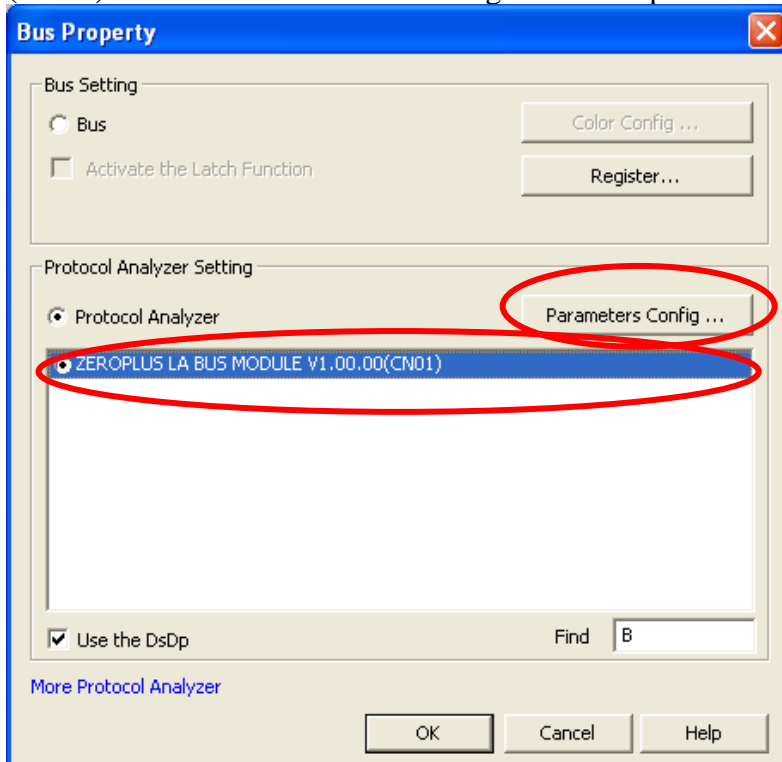 Bus Property
Bus Setting
Bus
Color Config ...
Activate the Latch Function
Register...
Protocol Analyzer Setting
Protocol Analyzer
Parameters Config ...
ZEROPLUS LA BUS MODULE V1.00.00(CN01)
Use the DsDp
Find B
More Protocol Analyzer
OK Cancel Help